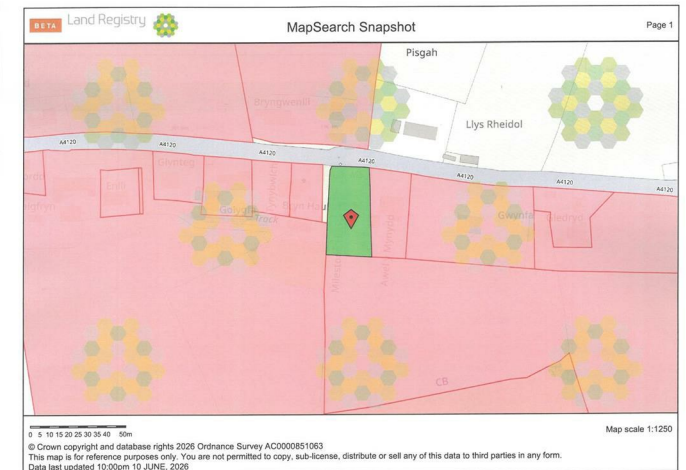 BETA Land Registry
MapSearch Snapshot
Page 1
Pisgah
Bryngwenill
Llys Rheidol
A4120
A4120
A4120
A4120
A4120
A4120
Golygfa
Track
Bryn Haul
CB
0 5 10 15 20 25 30 35 40 50m
Map scale 1:1250
© Crown copyright and database rights 2026 Ordnance Survey AC0000851063
This map is for reference purposes only. You are not permitted to copy, sub-license, distribute or sell any of this data to third parties in any form.
Data last updated 10:00pm 10 JUNE, 2026